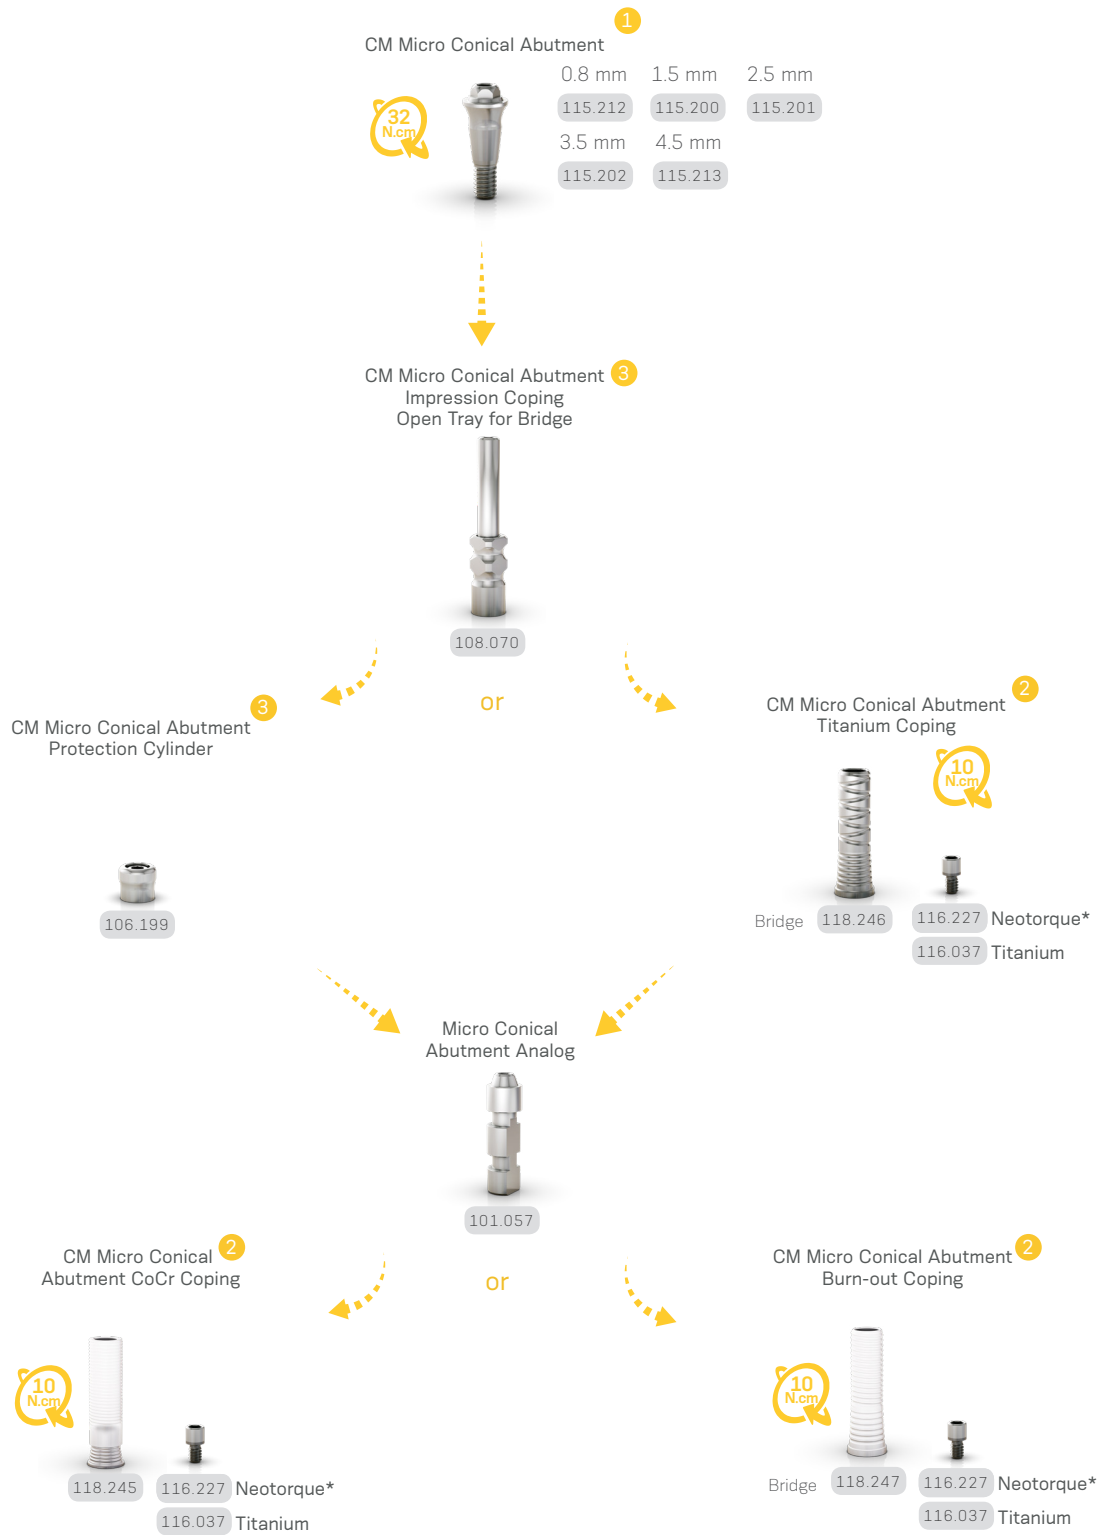 1
CM Micro Conical Abutment
0.8 mm 1.5 mm 2.5 mm
32
N.cm
115.212 115.200 115.201
3.5 mm 4.5 mm
115.202 115.213
CM Micro Conical Abutment 3
Impression Coping
Open Tray for Bridge
108.070
or
3
CM Micro Conical Abutment
Protection Cylinder
106.199
2
CM Micro Conical Abutment
Titanium Coping
10
N.cm
Bridge 118.246 116.227 Neotorque*
116.037 Titanium
Micro Conical
Abutment Analog
101.057
or
CM Micro Conical 2
Abutment CoCr Coping
10
N.cm
118.245 116.227 Neotorque*
116.037 Titanium
CM Micro Conical Abutment 2
Burn-out Coping
10
N.cm
Bridge 118.247 116.227 Neotorque*
116.037 Titanium